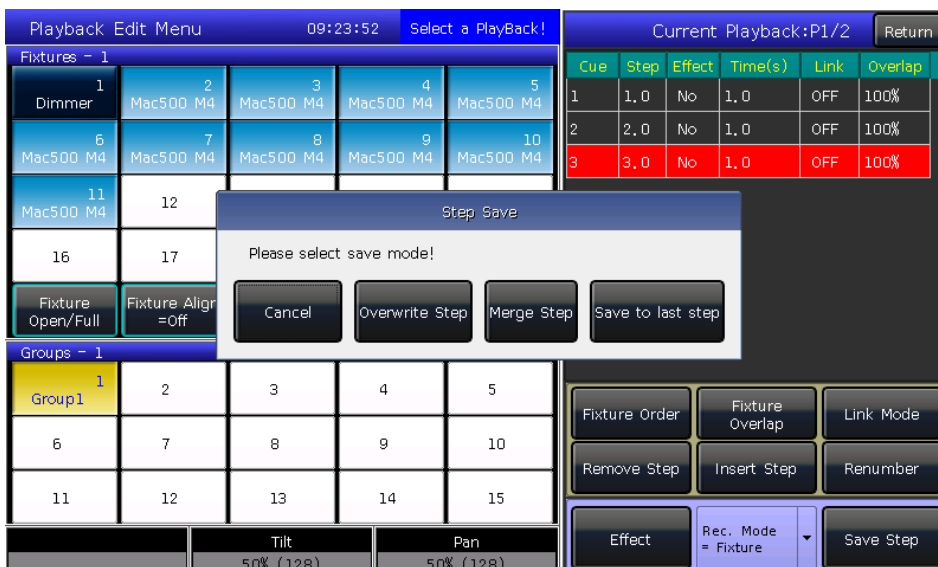 Playback Edit Menu 09:23:52 Select a PlayBack!
Fixtures - 1
1 2 3 4 5
Dimmer Mac500 M4 Mac500 M4 Mac500 M4 Mac500 M4
6 7 8 9 10
Mac500 M4 Mac500 M4 Mac500 M4 Mac500 M4 Mac500 M4
11
Mac500 M4
12
16 17
Fixture
Open/Full
Fixture Align
=Off
Step Save
Please select save mode!
Cancel Overwrite Step Merge Step Save to last step
Groups - 1
1
Group1
2 3 4 5
6 7 8 9 10
11 12 13 14 15
Tilt Pan
50% (128) 50% (128)
Current Playback:P1/2 Return
Cue Step Effect Time(s) Link Overlap
1 1.0 No 1.0 OFF 100%
2 2.0 No 1.0 OFF 100%
3 3.0 No 1.0 OFF 100%
Fixture Order
Fixture
Overlap
Link Mode
Remove Step Insert Step Renumber
Effect
Rec. Mode
= Fixture
Save Step